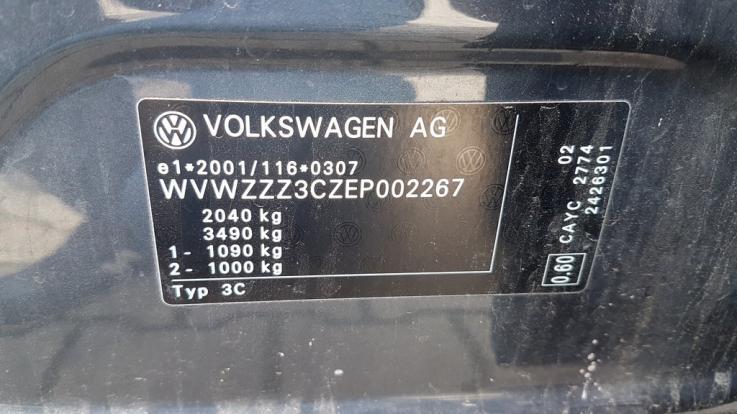 VOLKSWAGEN AG
e1*2001/116*0307
WVWZZZ3CZEP002267
2040 kg
3490 kg
1- 1090 kg
2- 1000 kg
Typ 3C
02
CAYC 2774
2426301
0.60